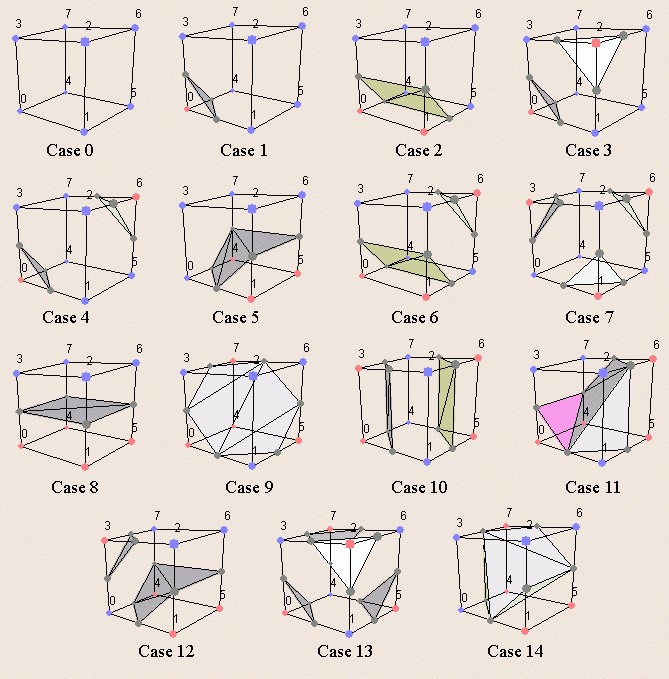 3 7 2 6
0 4 1 5
Case 0
3 7 2 6
0 4 1 5
Case 1
3 7 2 6
0 4 1 5
Case 2
3 7 2 6
0 4 1 5
Case 3
3 7 2 6
0 4 1 5
Case 4
3 7 2 6
0 4 1 5
Case 5
3 7 2 6
0 4 1 5
Case 6
3 7 2 6
0 4 1 5
Case 7
3 7 2 6
0 4 1 5
Case 8
3 7 2 6
0 4 1 5
Case 9
3 7 2 6
0 4 1 5
Case 10
3 7 2 6
0 4 1 5
Case 11
3 7 2 6
0 4 1 5
Case 12
3 7 2 6
0 4 1 5
Case 13
3 7 2 6
0 4 1 5
Case 14